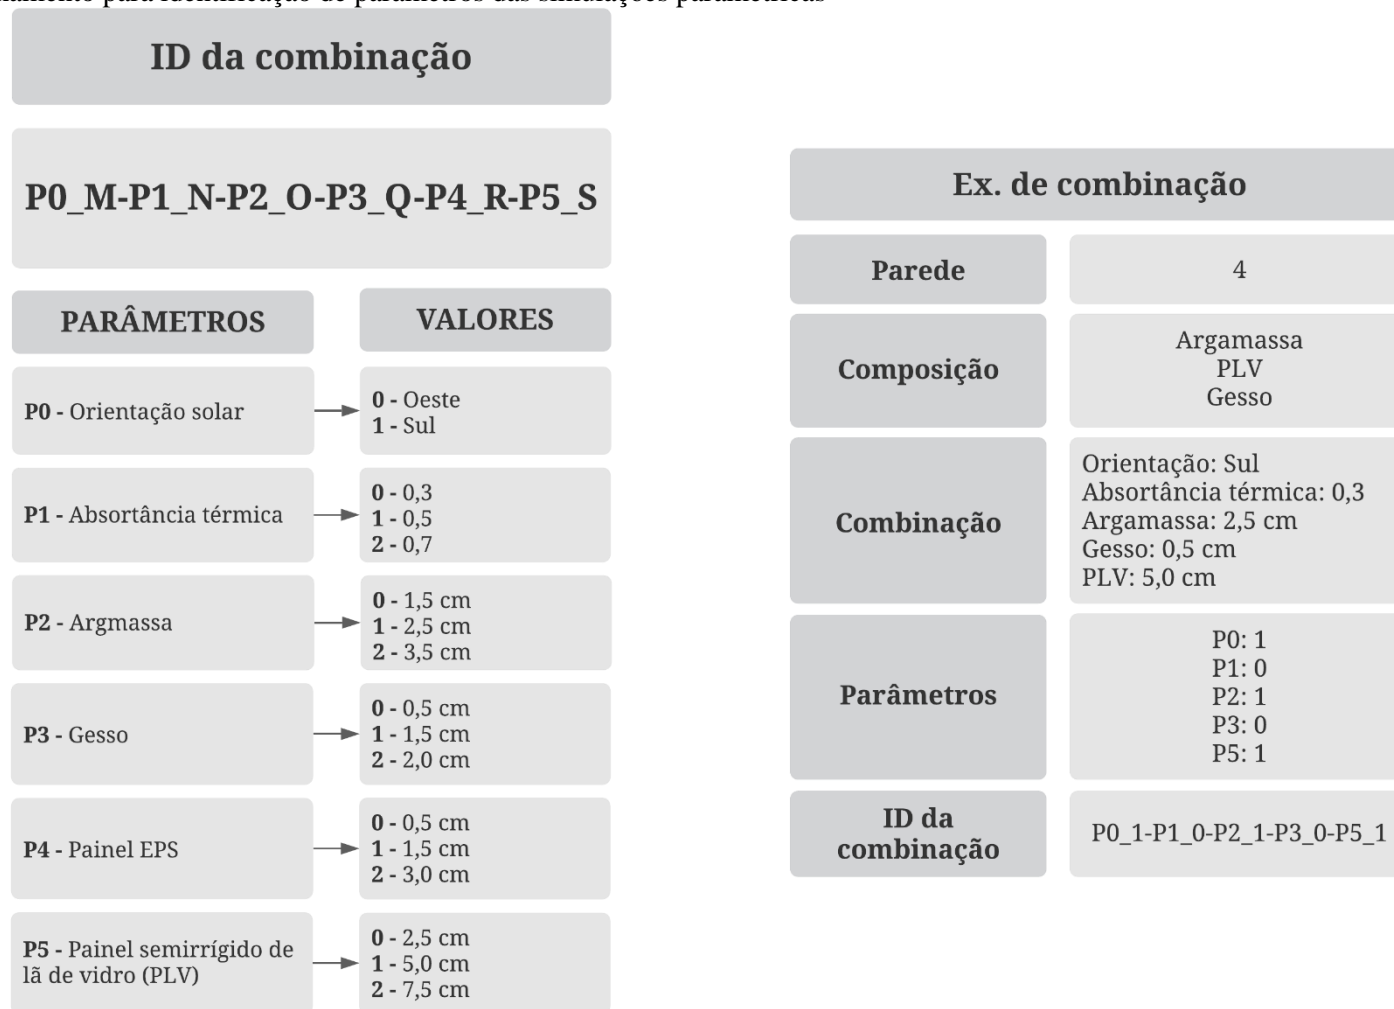 para identificação de parâmetros das simulações paramétricas
ID da combinação
P0_M-P1_N-P2_O-P3_Q-P4_R-P5_S
PARÂMETROS
VALORES
P0 - Orientação solar
0 - Oeste
1 - Sul
P1 - Absortância térmica
0 - 0,3
1 - 0,5
2 - 0,7
P2 - Argmassa
0 - 1,5 cm
1 - 2,5 cm
2 - 3,5 cm
P3 - Gesso
0 - 0,5 cm
1 - 1,5 cm
2 - 2,0 cm
P4 - Painel EPS
0 - 0,5 cm
1 - 1,5 cm
2 - 3,0 cm
P5 - Painel semirrígido de
lã de vidro (PLV)
0 - 2,5 cm
1 - 5,0 cm
2 - 7,5 cm
Ex. de combinação
Parede
4
Composição
Argamassa
PLV
Gesso
Combinação
Orientação: Sul
Absortância térmica: 0,3
Argamassa: 2,5 cm
Gesso: 0,5 cm
PLV: 5,0 cm
Parâmetros
P0: 1
P1: 0
P2: 1
P3: 0
P5: 1
ID da
combinação
P0_1-P1_0-P2_1-P3_0-P5_1